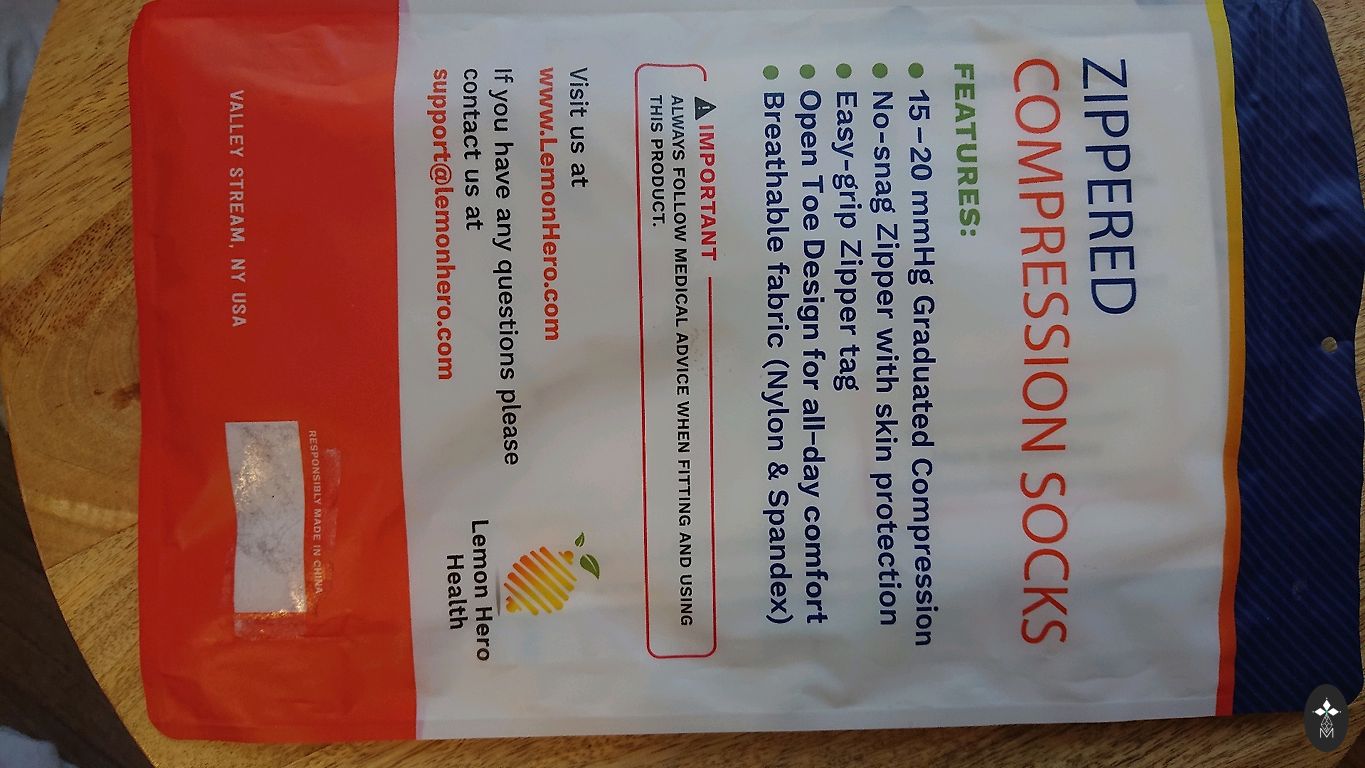 ZIPPERED
COMPRESSION SOCKS
FEATURES:
● 15–20 mmHg Graduated Compression
● No-snag Zipper with skin protection
● Easy-grip Zipper tag
● Open Toe Design for all-day comfort
● Breathable fabric (Nylon & Spandex)
IMPORTANT
ALWAYS FOLLOW MEDICAL ADVICE WHEN FITTING AND USING
THIS PRODUCT.
Visit us at
www.LemonHero.com
If you have any questions please
contact us at
support@lemonhero.com
Lemon Hero
Health
RESPONSIBLY MADE IN CHINA
VALLEY STREAM, NY USA
M